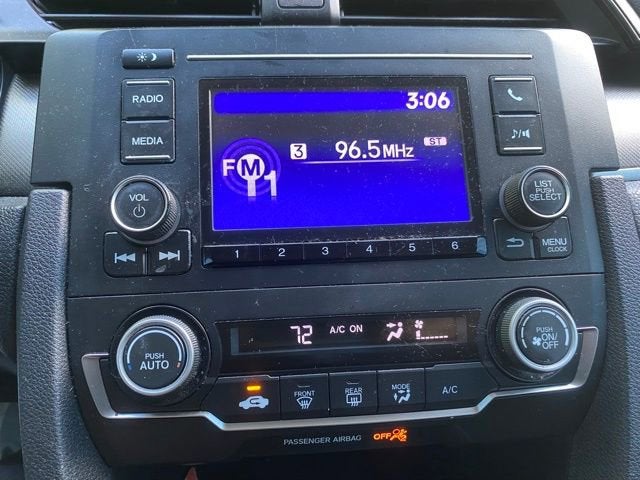 3:06
RADIO
MEDIA
FM1
3 96.5MHz ST
VOL
LIST
PUSH
SELECT
MENU
CLOCK
1 2 3 4 5 6
72 A/C ON
PUSH
AUTO
PUSH
ON/
OFF
FRONT
REAR
MODE
A/C
PASSENGER AIRBAG OFF